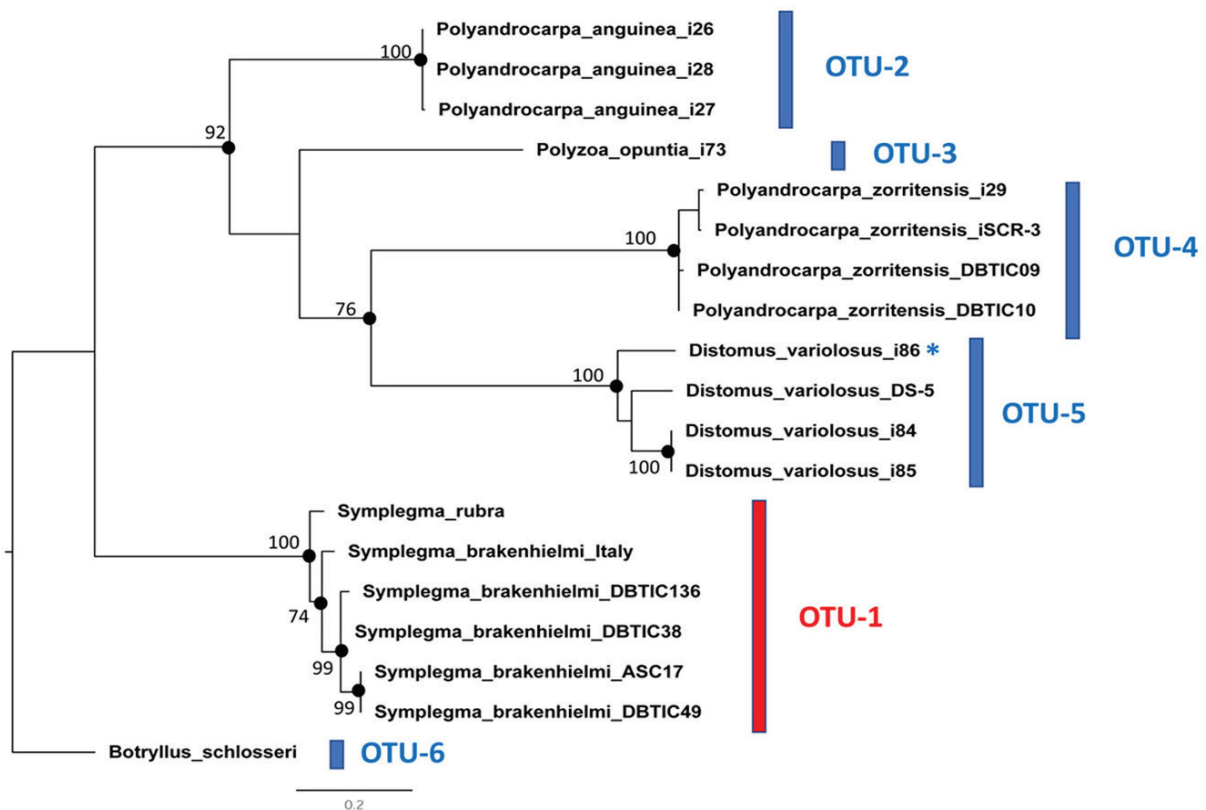 Polyandrocarpa_anguinea_i26
100
Polyandrocarpa_anguinea_i28
OTU-2
Polyandrocarpa_anguinea_i27
92
Polyzoa_opuntia_i73
OTU-3
Polyandrocarpa_zorritensis_i29
Polyandrocarpa_zorritensis_iSCR-3
100
OTU-4
Polyandrocarpa_zorritensis_DBTIC09
Polyandrocarpa_zorritensis_DBTIC10
76
Distomus_variolosus_i86 *
100
Distomus_variolosus_DS-5
OTU-5
Distomus_variolosus_i84
100
Distomus_variolosus_i85
Symplegma_rubra
100
Symplegma_brakenhielmi_Italy
Symplegma_brakenhielmi_DBTIC136
74
OTU-1
Symplegma_brakenhielmi_DBTIC38
99
Symplegma_brakenhielmi_ASC17
99
Symplegma_brakenhielmi_DBTIC49
Botryllus_schlosseri
OTU-6
0.2